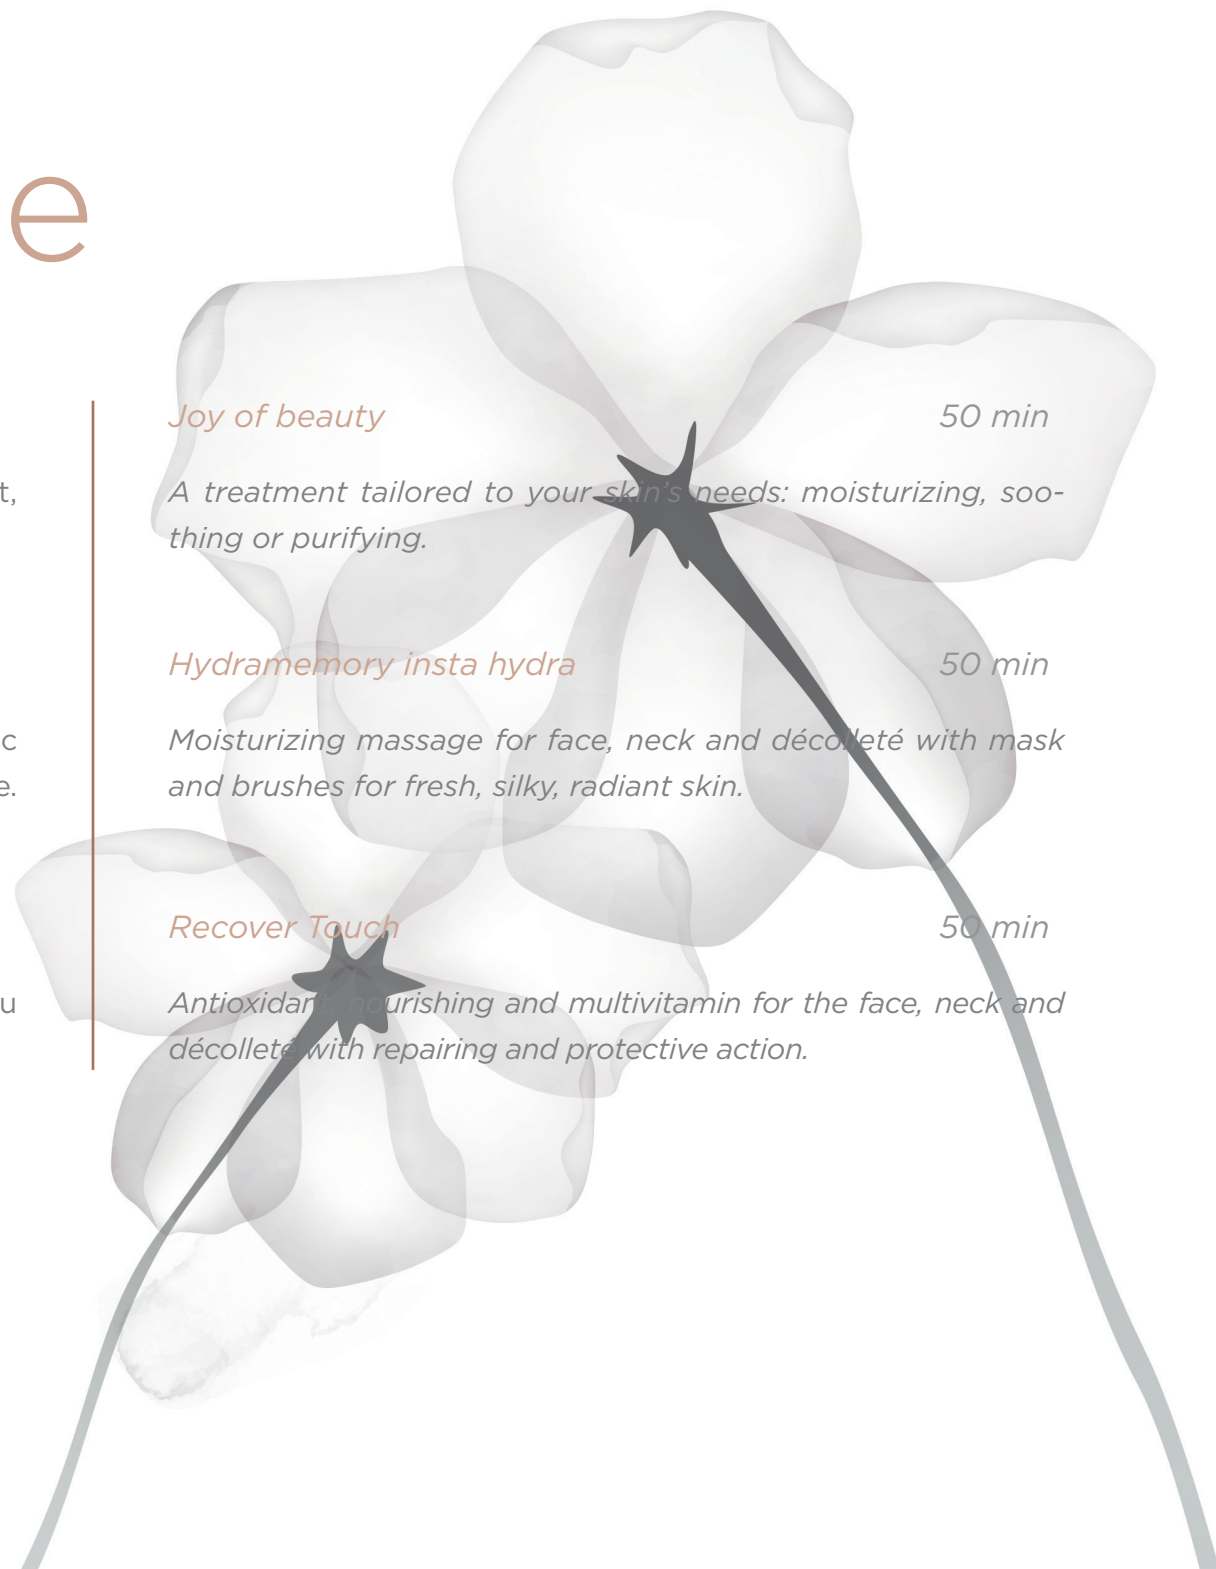 e
t,
c
e.
u
Joy of beauty 50 min
A treatment tailored to your skin's needs: moisturizing, soo-
thing or purifying.
Hydramemory insta hydra 50 min
Moisturizing massage for face, neck and décolleté with mask
and brushes for fresh, silky, radiant skin.
Recover Touch 50 min
Antioxidant, nourishing and multivitamin for the face, neck and
décolleté with repairing and protective action.